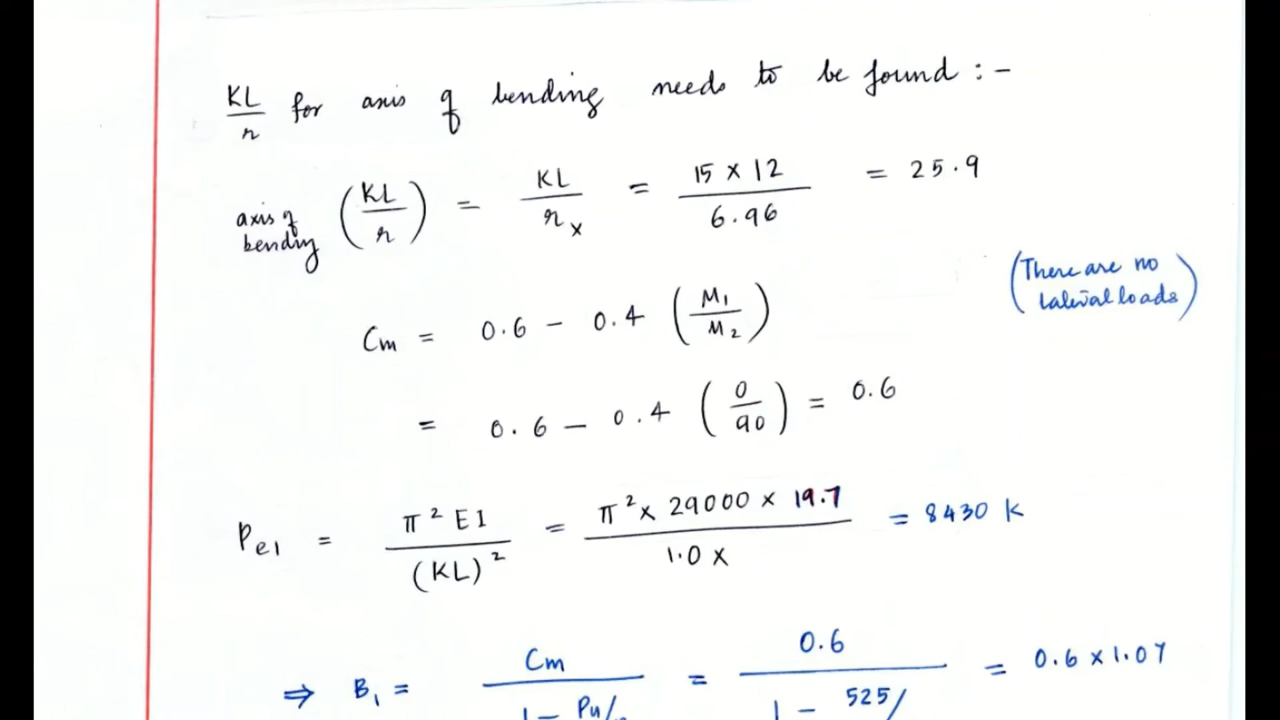 KL/r for axis of bending needs to be found : -
axis of bending (KL/r) = KL/rx = 15 x 12 / 6.96 = 25.9
(There are no lateral loads)
Cm = 0.6 - 0.4 (M1/M2)
= 0.6 - 0.4 (0/90) = 0.6
Pe1 = π² EI / (KL)² = π² x 29000 x 19.7 / 1.0 x = 8430 K
⇒ B1 = Cm / 1 - Pu/ = 0.6 / 1 - 525/ = 0.6 x 1.07